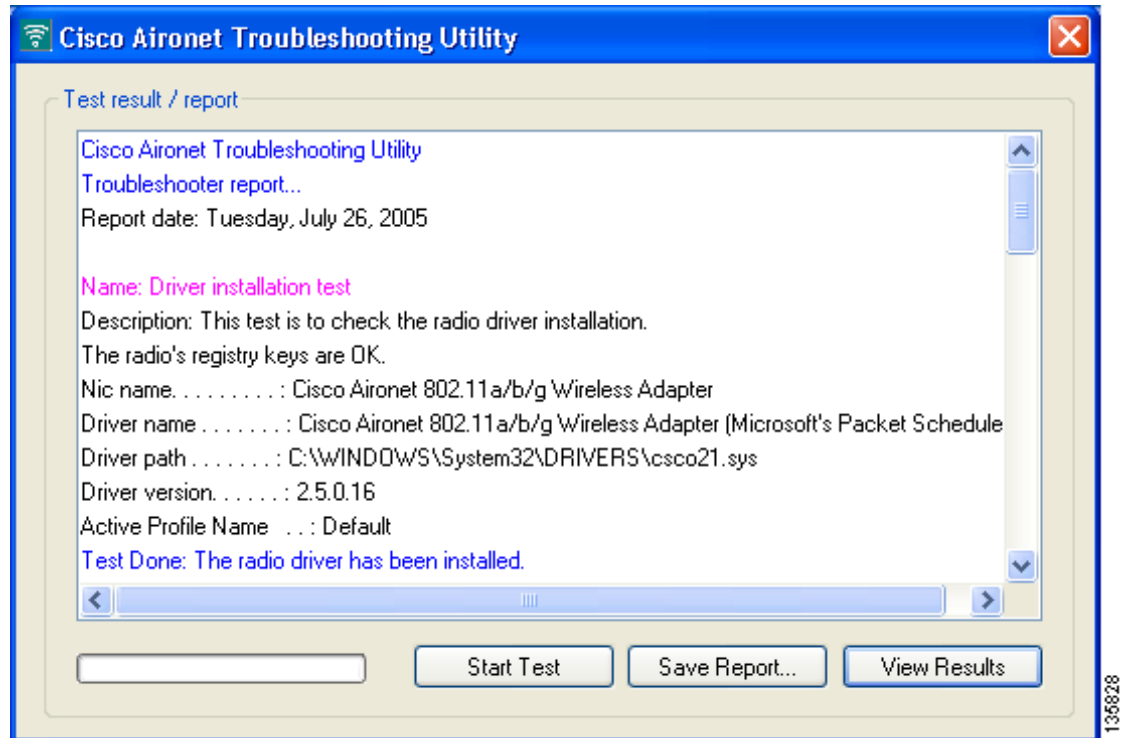 Cisco Aironet Troubleshooting Utility
Test result / report
Cisco Aironet Troubleshooting Utility
Troubleshooter report...
Report date: Tuesday, July 26, 2005
Name: Driver installation test
Description: This test is to check the radio driver installation.
The radio's registry keys are OK.
Nic name. . . . . . . . . : Cisco Aironet 802.11a/b/g Wireless Adapter
Driver name . . . . . . . : Cisco Aironet 802.11a/b/g Wireless Adapter (Microsoft's Packet Schedule
Driver path . . . . . . . : C:\WINDOWS\System32\DRIVERS\csco21.sys
Driver version. . . . . . : 2.5.0.16
Active Profile Name . . : Default
Test Done: The radio driver has been installed.
Start Test
Save Report...
View Results
135828